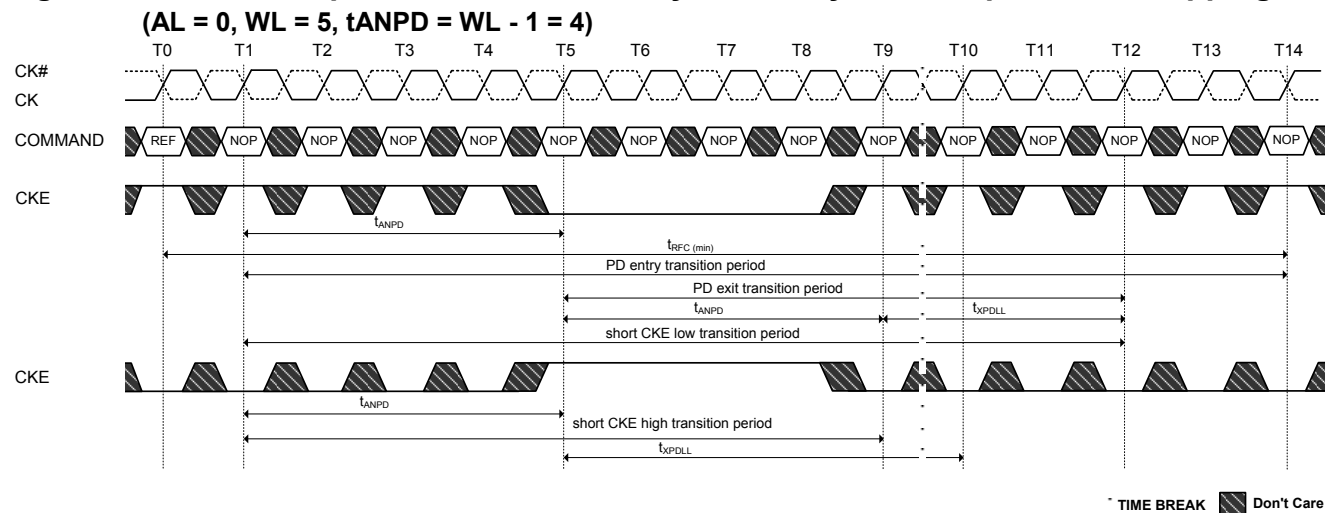 (AL = 0, WL = 5, tANPD = WL - 1 = 4)
T0 T1 T2 T3 T4 T5 T6 T7 T8 T9 T10 T11 T12 T13 T14
CK#
CK
COMMAND REF NOP NOP NOP NOP NOP NOP NOP NOP NOP NOP NOP NOP NOP NOP
CKE
tANPD
tRFC (min)
PD entry transition period
PD exit transition period
tANPD tXPDLL
short CKE low transition period
CKE
tANPD
short CKE high transition period
tXPDLL
TIME BREAK Don't Care